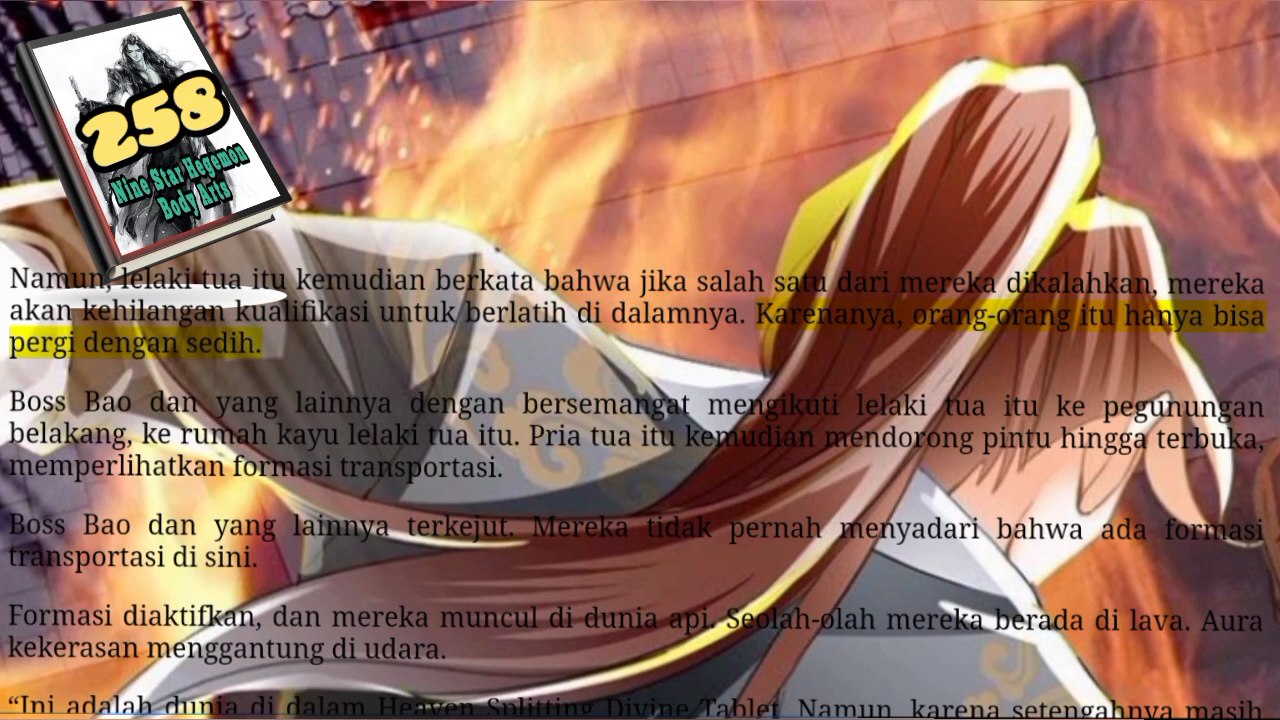 258
Nine Star Hegemon
Body Arts
Namun, lelaki tua itu kemudian berkata bahwa jika salah satu dari mereka dikalahkan, mereka
akan kehilangan kualifikasi untuk berlatih di dalamnya. Karenanya, orang-orang itu hanya bisa
pergi dengan sedih.
Boss Bao dan yang lainnya dengan bersemangat mengikuti lelaki tua itu ke pegunungan
belakang, ke rumah kayu lelaki tua itu. Pria tua itu kemudian mendorong pintu hingga terbuka,
memperlihatkan formasi transportasi.
Boss Bao dan yang lainnya terkejut. Mereka tidak pernah menyadari bahwa ada formasi
transportasi di sini.
Formasi diaktifkan, dan mereka muncul di dunia api. Seolah-olah mereka berada di lava. Aura
kekerasan menggantung di udara.
“Ini adalah dunia di dalam Heaven Splitting Divine Tablet. Namun, karena setengahnya masih